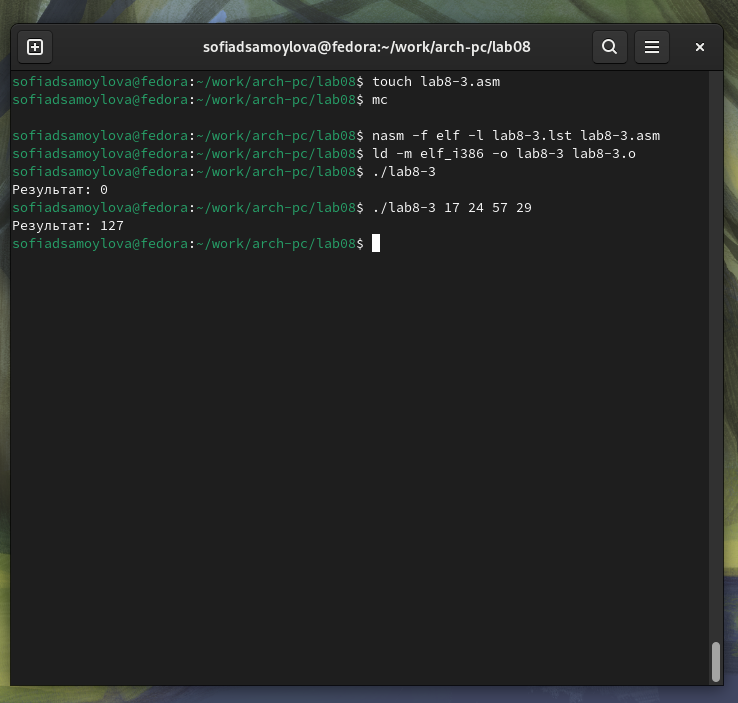 sofiadsamoylova@fedora:~/work/arch-pc/lab08
sofiadsamoylova@fedora:~/work/arch-pc/lab08$ touch lab8-3.asm
sofiadsamoylova@fedora:~/work/arch-pc/lab08$ mc
sofiadsamoylova@fedora:~/work/arch-pc/lab08$ nasm -f elf -l lab8-3.lst lab8-3.asm
sofiadsamoylova@fedora:~/work/arch-pc/lab08$ ld -m elf_i386 -o lab8-3 lab8-3.o
sofiadsamoylova@fedora:~/work/arch-pc/lab08$ ./lab8-3
Результат: 0
sofiadsamoylova@fedora:~/work/arch-pc/lab08$ ./lab8-3 17 24 57 29
Результат: 127
sofiadsamoylova@fedora:~/work/arch-pc/lab08$